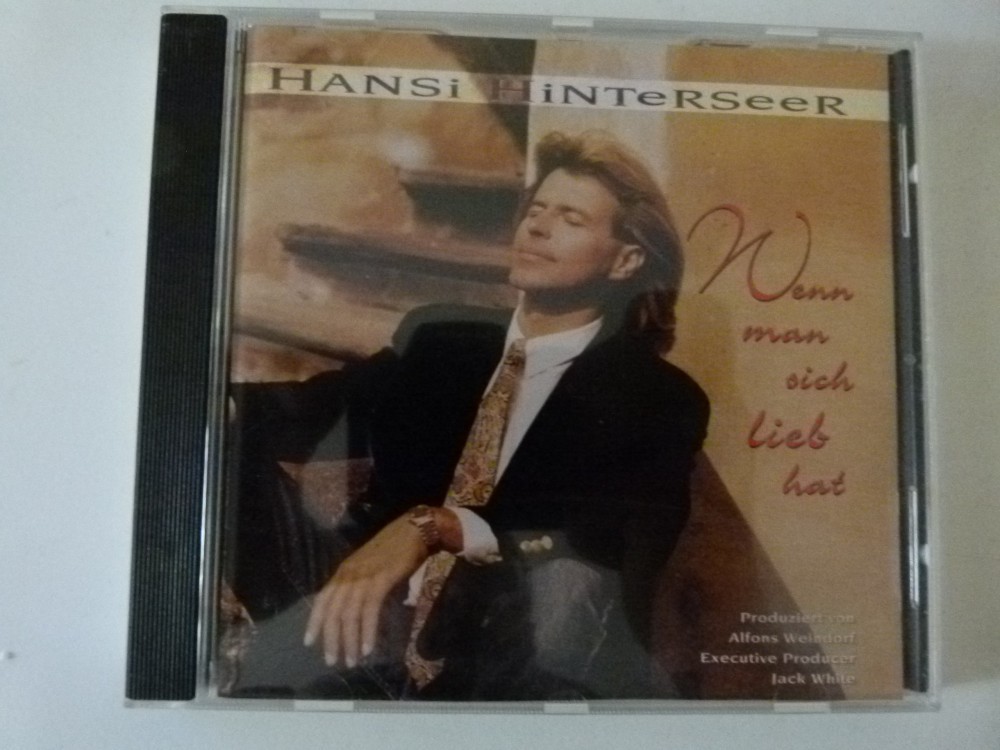 HANSi HiNTeRSeeR
Wenn
man
sich
lieb
hat
Produziert von
Alfons Weindorf
Executive Producer
Jack White